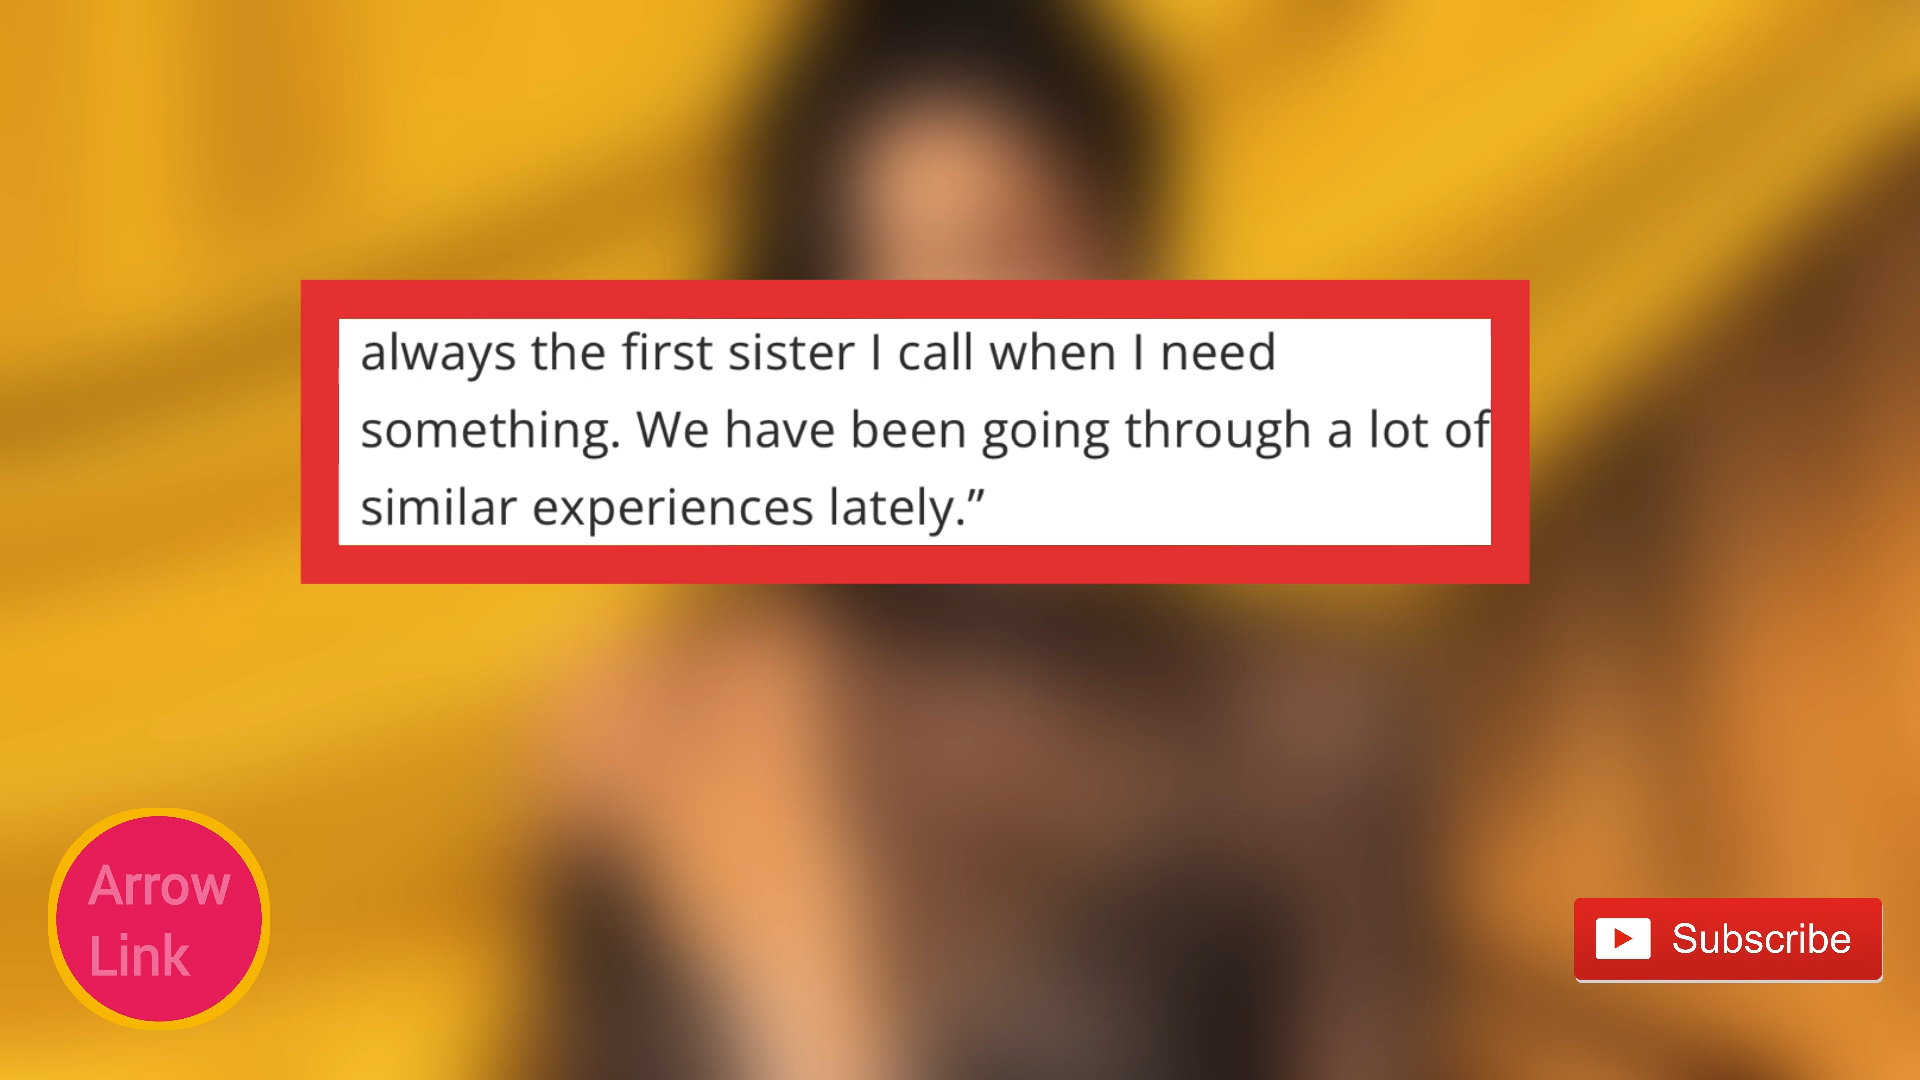 always the first sister I call when I need
something. We have been going through a lot of
similar experiences lately.”
Arrow
Link
Subscribe